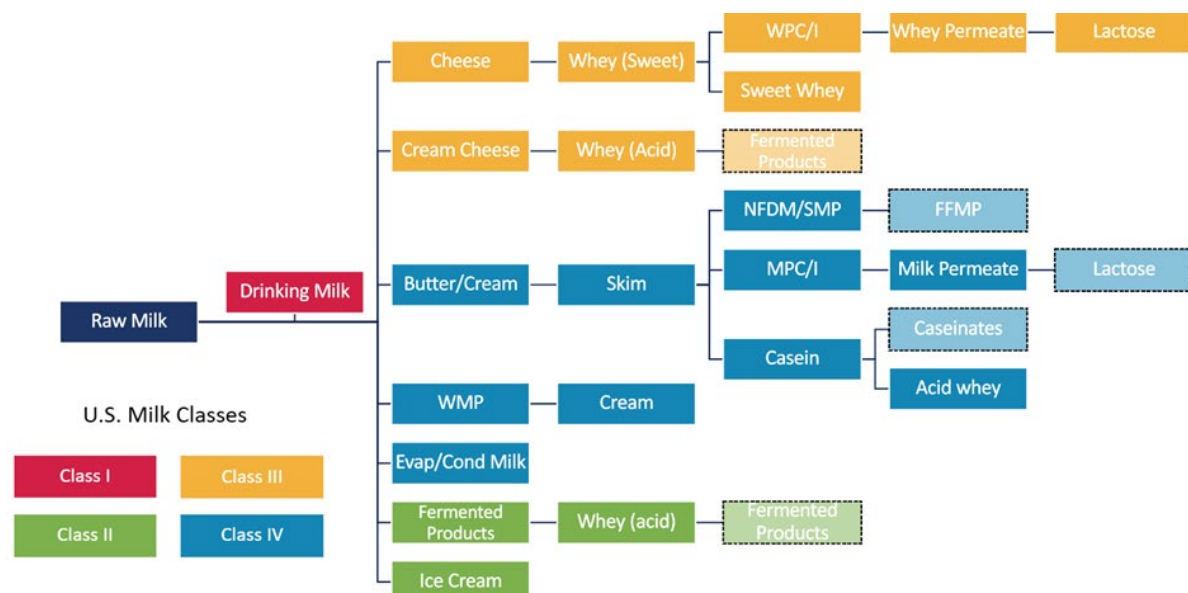 WPC/I
Whey Permeate
Lactose
Cheese
Whey (Sweet)
Sweet Whey
Cream Cheese
Whey (Acid)
Fermented
Products
NFDM/SMP
FFMP
Drinking Milk
Butter/Cream
Skim
MPC/I
Milk Permeate
Lactose
Raw Milk
Caseinates
Casein
Acid whey
WMP
Cream
U.S. Milk Classes
Evap/Cond Milk
Class I
Class III
Fermented
Products
Whey (acid)
Fermented
Products
Class II
Class IV
Ice Cream